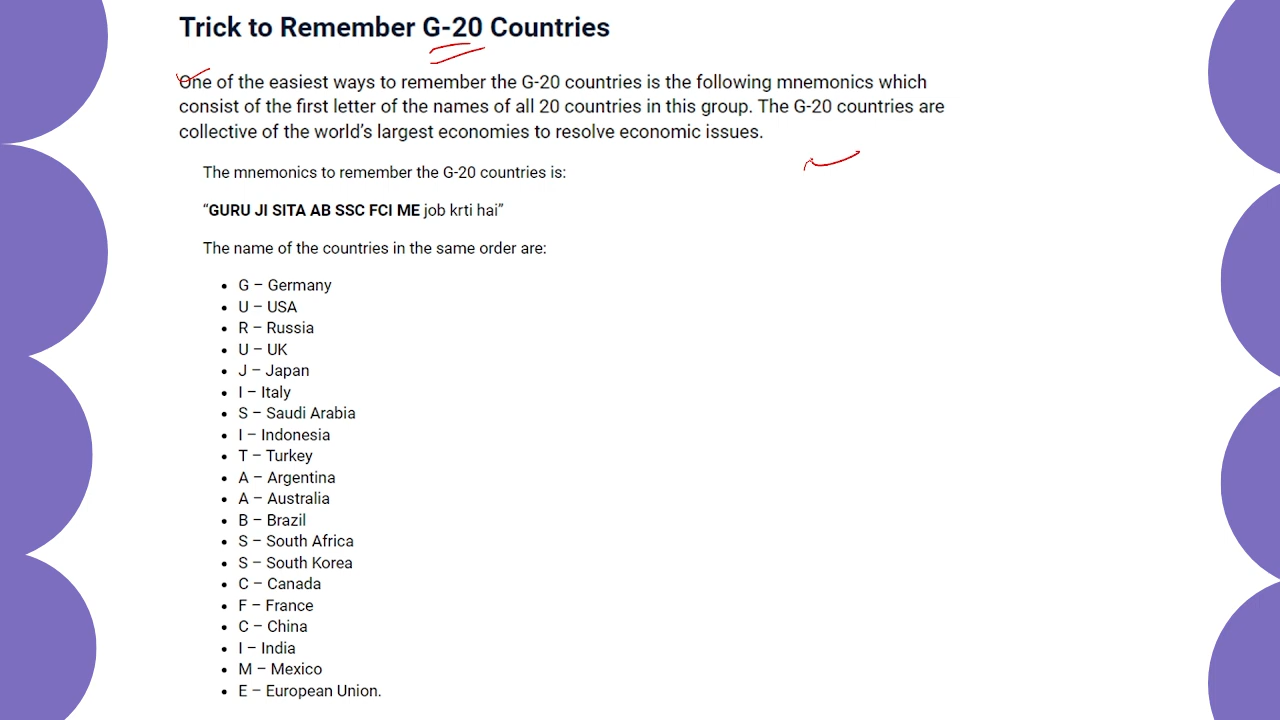 Trick to Remember G-20 Countries
One of the easiest ways to remember the G-20 countries is the following mnemonics which
consist of the first letter of the names of all 20 countries in this group. The G-20 countries are
collective of the world’s largest economies to resolve economic issues.
The mnemonics to remember the G-20 countries is:
“GURU JI SITA AB SSC FCI ME job krti hai”
The name of the countries in the same order are:
• G – Germany
• U – USA
• R – Russia
• U – UK
• J – Japan
• I – Italy
• S – Saudi Arabia
• I – Indonesia
• T – Turkey
• A – Argentina
• A – Australia
• B – Brazil
• S – South Africa
• S – South Korea
• C – Canada
• F – France
• C – China
• I – India
• M – Mexico
• E – European Union.